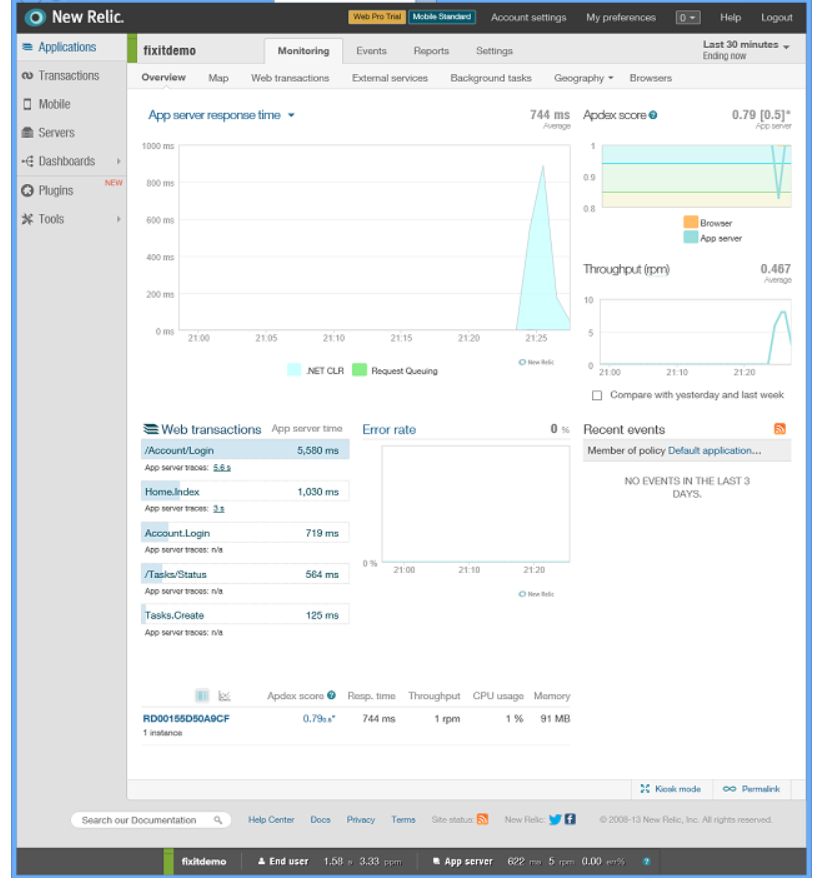 New Relic.
Web Pro Trial Mobile Standard Account settings My preferences 0 Help Logout
Applications
Transactions
Mobile
Servers
Dashboards
Plugins NEW
Tools
fixitdemo Monitoring Events Reports Settings Last 30 minutes
Ending now
Overview Map Web transactions External services Background tasks Geography Browsers
App server response time 744 ms
Average
1000 ms
800 ms
600 ms
400 ms
200 ms
0 ms
21:00 21:05 21:10 21:15 21:20 21:25
.NET CLR Request Queuing
New Relic
Apdex score ? 0.79 [0.5]*
App server
1
0.9
0.8
Browser
App server
Throughput (rpm) 0.467
Average
10
5
0
21:00 21:10 21:20
Compare with yesterday and last week
Web transactions App server time
/Account/Login 5,580 ms
App server traces: 5.6 s
Home.Index 1,030 ms
App server traces: 3 s
Account.Login 719 ms
App server traces: n/a
/Tasks/Status 564 ms
App server traces: n/a
Tasks.Create 125 ms
App server traces: n/a
Error rate 0 %
0 %
21:00 21:10 21:20
New Relic
Recent events
Member of policy Default application...
NO EVENTS IN THE LAST 3
DAYS.
Apdex score ? Resp. time Throughput CPU usage Memory
RD00155D50A9CF 0.79 0.5* 744 ms 1 rpm 1 % 91 MB
1 instance
Kiosk mode Permalink
Search our Documentation Help Center Docs Privacy Terms Site status: New Relic: © 2008-13 New Relic, Inc. All rights reserved.
fixitdemo End user 1.58 s 3.33 ppm App server 622 ms 5 rpm 0.00 err% ?